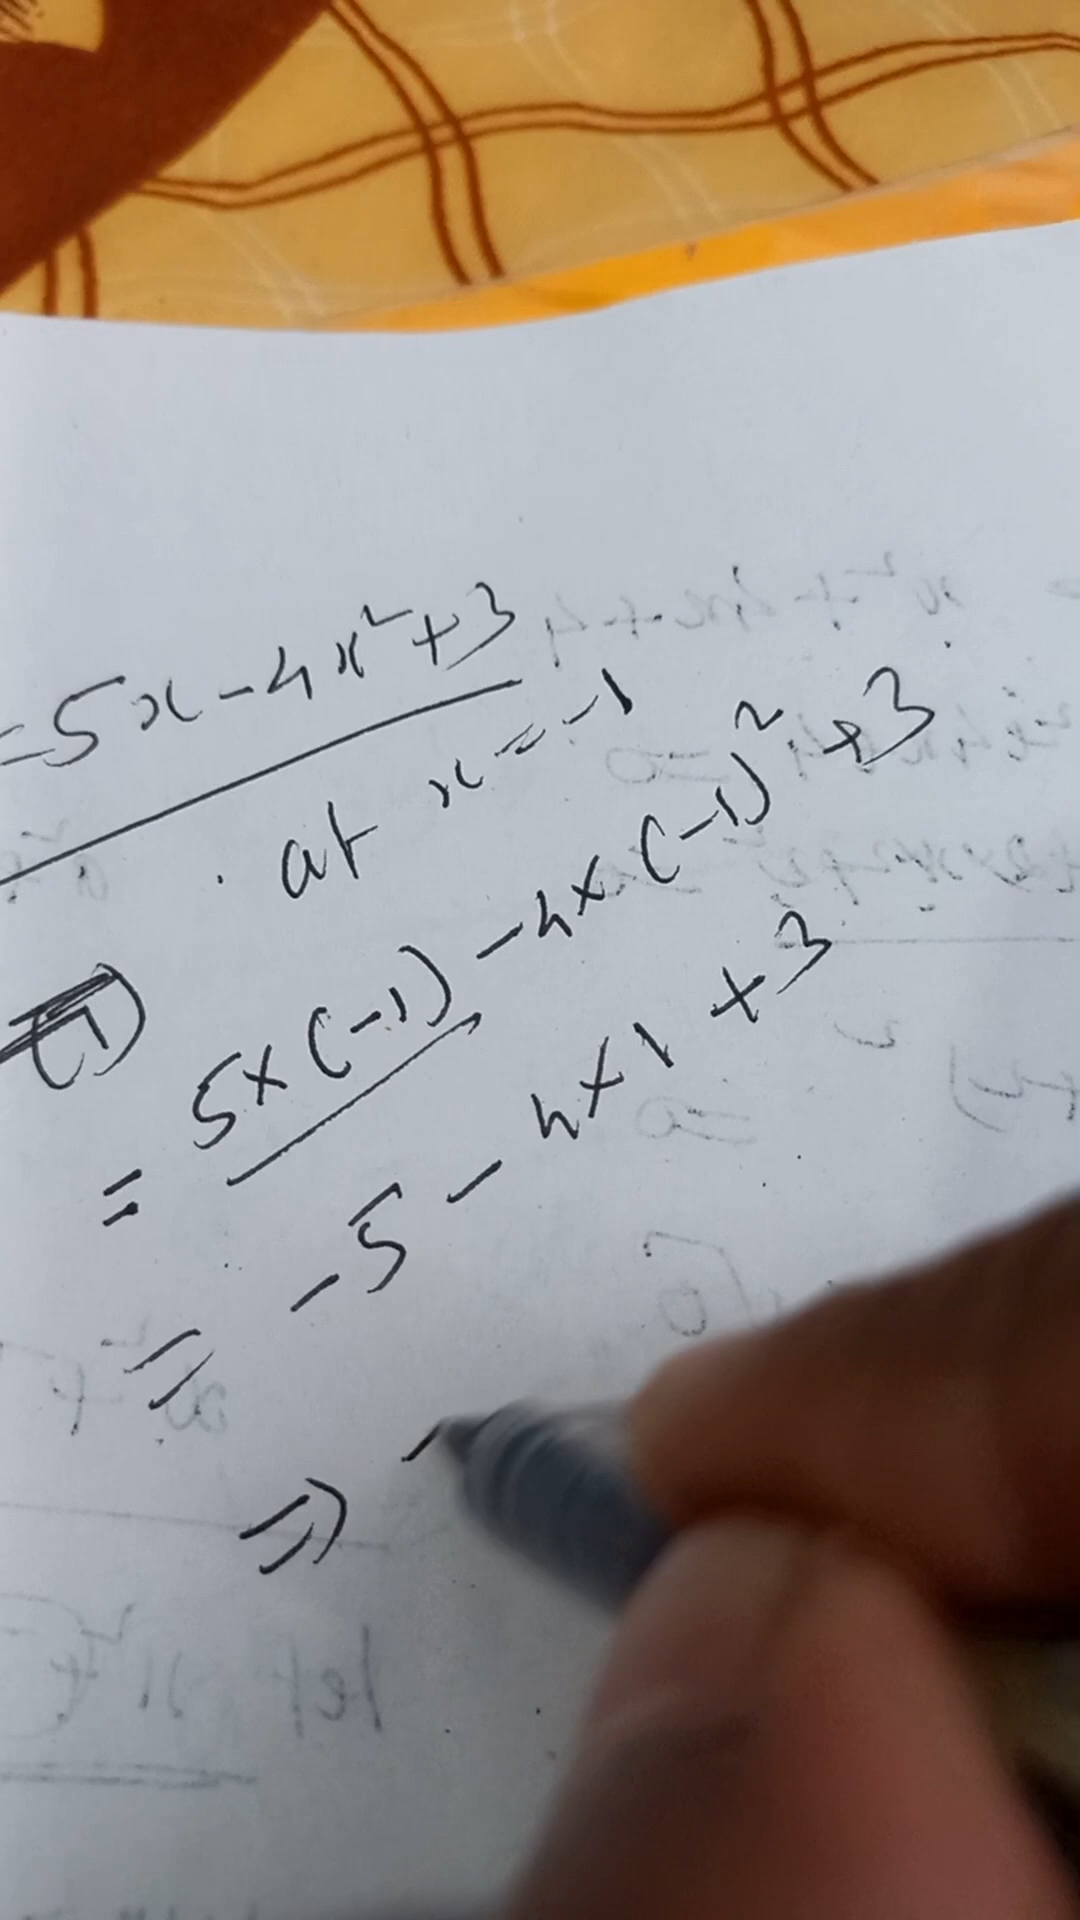 =5x-4x²+3
at x=-1
= 5×(-1)-4×(-1)²+3
= -5-4×1+3
⇒ -